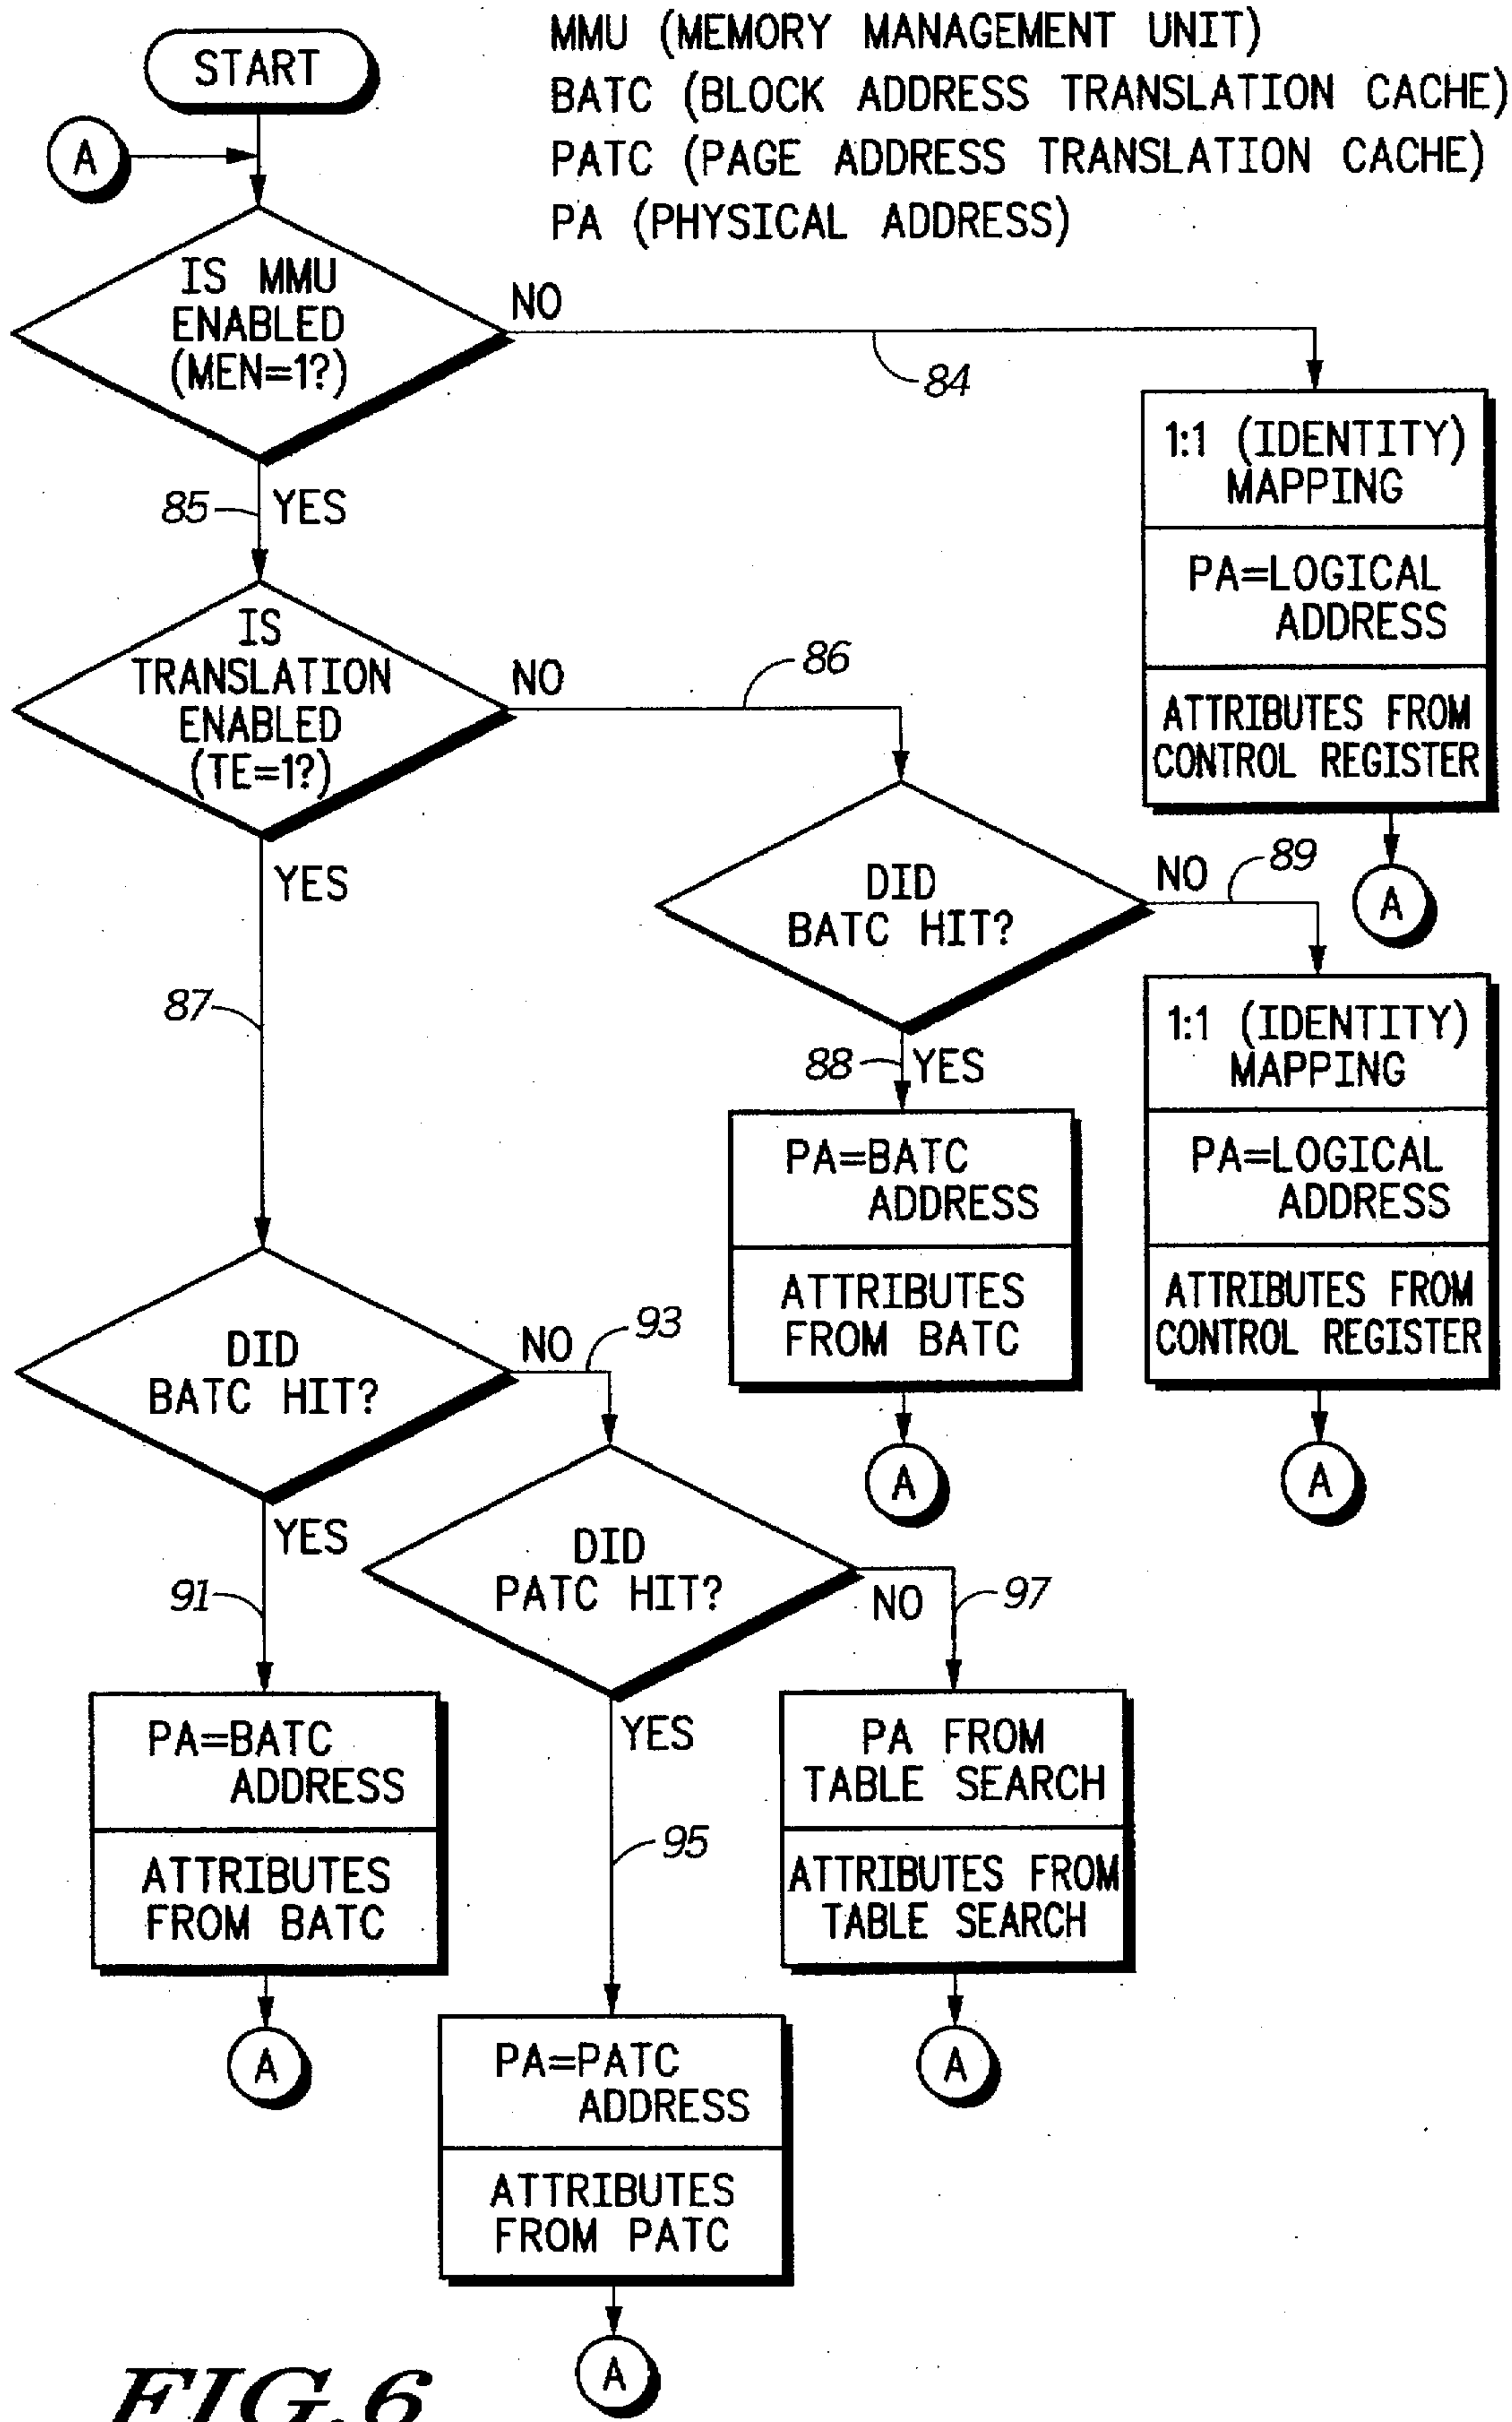 MMU (MEMORY MANAGEMENT UNIT)
BATC (BLOCK ADDRESS TRANSLATION CACHE)
PATC (PAGE ADDRESS TRANSLATION CACHE)
PA (PHYSICAL ADDRESS)
START
A
IS MMU
ENABLED
(MEN=1?)
NO
84
1:1 (IDENTITY)
MAPPING
PA=LOGICAL
ADDRESS
ATTRIBUTES FROM
CONTROL REGISTER
A
85
YES
IS
TRANSLATION
ENABLED
(TE=1?)
NO
86
YES
87
DID
BATC HIT?
NO
89
1:1 (IDENTITY)
MAPPING
PA=LOGICAL
ADDRESS
ATTRIBUTES FROM
CONTROL REGISTER
A
88
YES
PA=BATC
ADDRESS
ATTRIBUTES
FROM BATC
A
DID
BATC HIT?
NO
93
YES
91
DID
PATC HIT?
NO
97
PA=BATC
ADDRESS
ATTRIBUTES
FROM BATC
A
YES
95
PA FROM
TABLE SEARCH
ATTRIBUTES FROM
TABLE SEARCH
A
PA=PATC
ADDRESS
ATTRIBUTES
FROM PATC
A
FIG.6